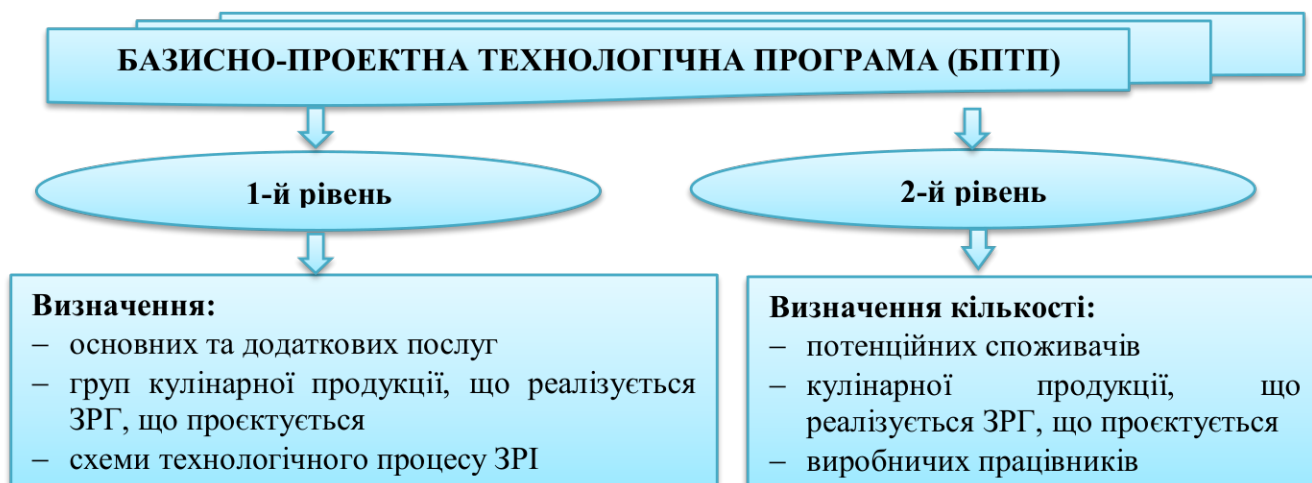 БАЗИСНО-ПРОЕКТНА ТЕХНОЛОГІЧНА ПРОГРАМА (БПТП)
1-й рівень
2-й рівень
Визначення:
– основних та додаткових послуг
– груп кулінарної продукції, що реалізується
ЗРГ, що проєктується
– схеми технологічного процесу ЗРІ
Визначення кількості:
– потенційних споживачів
– кулінарної продукції, що
реалізується ЗРГ, що проєктується
– виробничих працівників